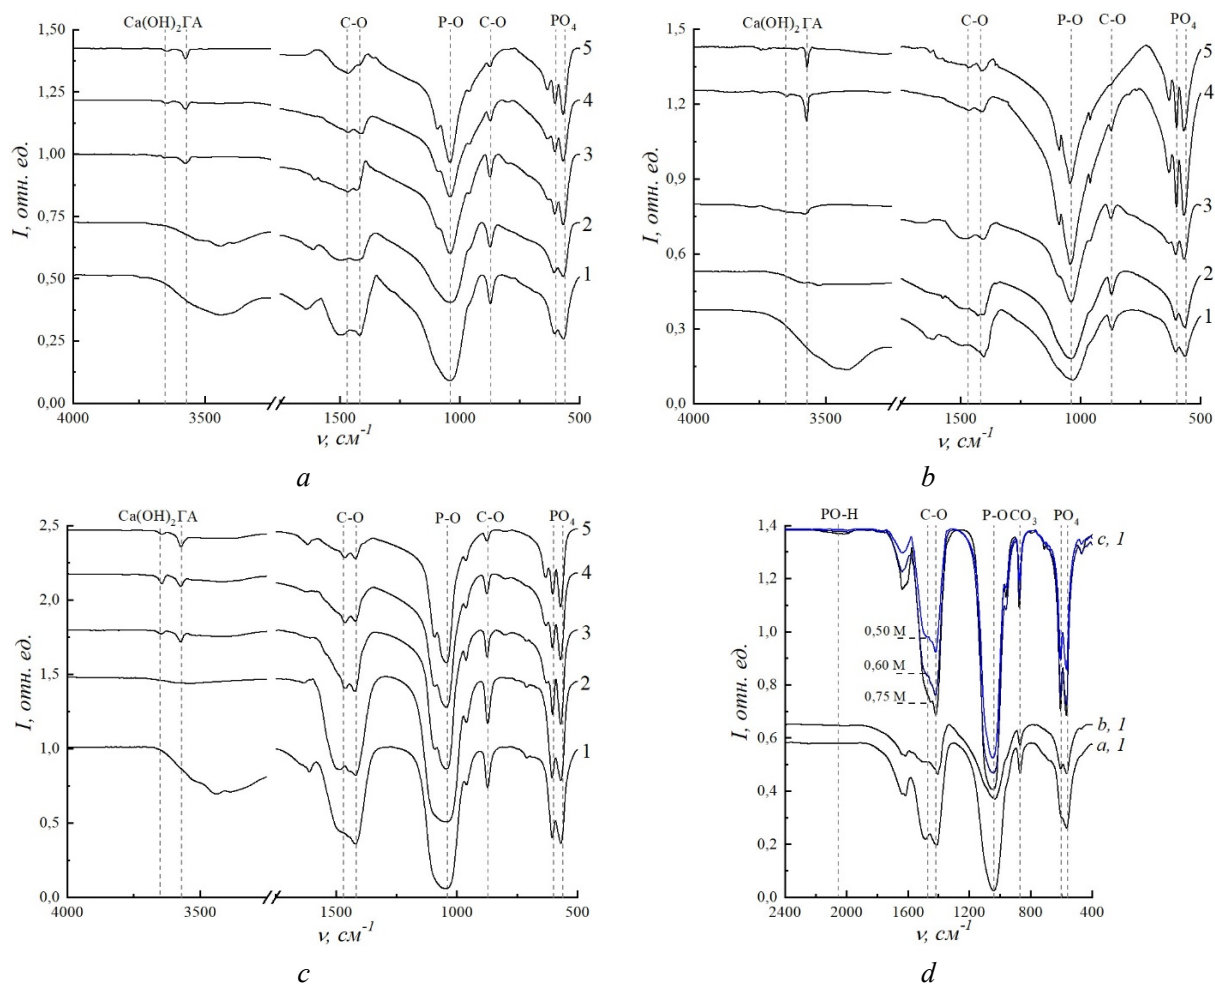 Ca(OH)₂ ГА C-O P-O C-O PO₄
1,50
1,25
1,00
0,75
0,50
0,25
0,00
I, отн. ед.
5
4
3
2
1
4000 3500 1500 1000 500
ν, см⁻¹
a
Ca(OH)₂ ГА C-O P-O C-O PO₄
1,5
1,2
0,9
0,6
0,3
0,0
I, отн. ед.
5
4
3
2
1
4000 3500 1500 1000 500
ν, см⁻¹
b
Ca(OH)₂ ГА C-O P-O C-O PO₄
2,5
2,0
1,5
1,0
0,5
0,0
I, отн. ед.
5
4
3
2
1
4000 3500 1500 1000 500
ν, см⁻¹
c
PO-H C-O P-O CO₃ PO₄
1,4
1,2
1,0
0,8
0,6
0,4
0,2
0,0
I, отн. ед.
c, 1
0,50 М
0,60 М
0,75 М
b, 1
a, 1
2400 2000 1600 1200 800 400
ν, см⁻¹
d